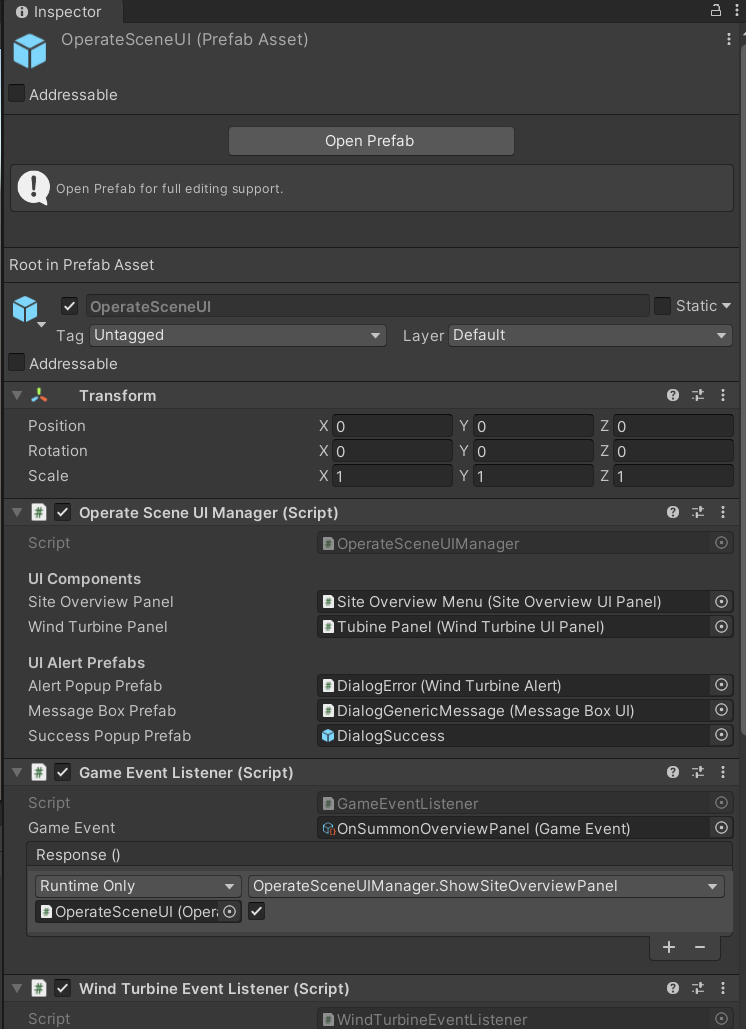 Inspector
OperateSceneUI (Prefab Asset)
Addressable
Open Prefab
Open Prefab for full editing support.
Root in Prefab Asset
OperateSceneUI Static
Tag Untagged Layer Default
Addressable
Transform
Position X 0 Y 0 Z 0
Rotation X 0 Y 0 Z 0
Scale X 1 Y 1 Z 1
# Operate Scene UI Manager (Script)
Script # OperateSceneUIManager
UI Components
Site Overview Panel # Site Overview Menu (Site Overview UI Panel)
Wind Turbine Panel # Tubine Panel (Wind Turbine UI Panel)
UI Alert Prefabs
Alert Popup Prefab # DialogError (Wind Turbine Alert)
Message Box Prefab # DialogGenericMessage (Message Box UI)
Success Popup Prefab DialogSuccess
# Game Event Listener (Script)
Script # GameEventListener
Game Event OnSummonOverviewPanel (Game Event)
Response ()
Runtime Only OperateSceneUIManager.ShowSiteOverviewPanel
# OperateSceneUI (Oper
+ −
# Wind Turbine Event Listener (Script)
Script # WindTurbineEventListener